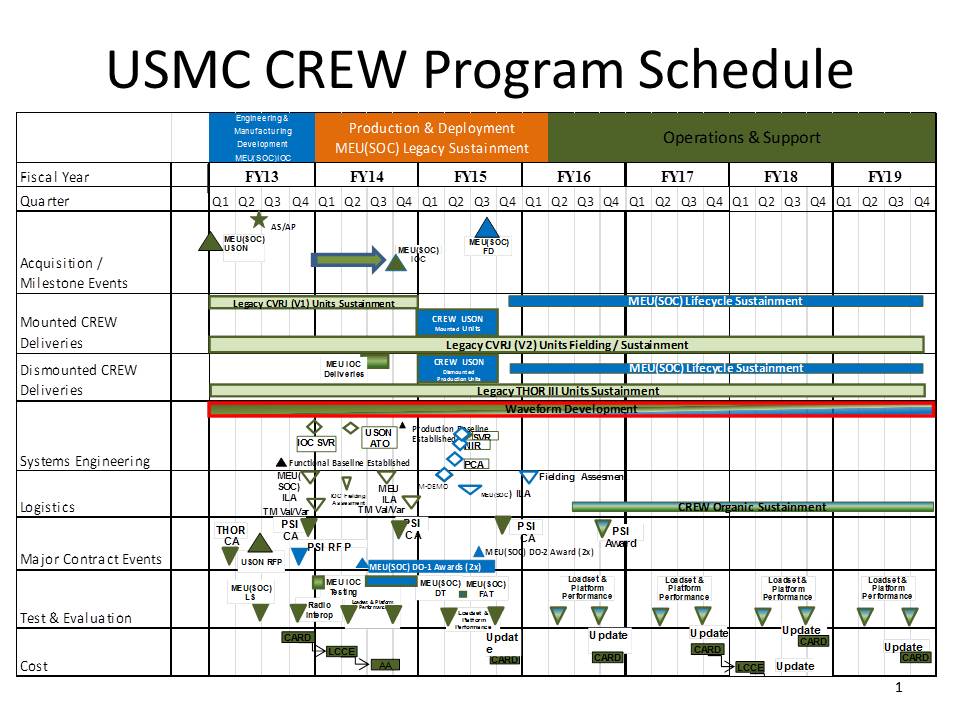 USMC CREW Program Schedule
Engineering &
Manufacturing
Development
MEU(SOC)IOC
Production & Deployment
MEU(SOC) Legacy Sustainment
Operations & Support
Fiscal Year
FY13 FY14 FY15 FY16 FY17 FY18 FY19
Quarter
Q1 Q2 Q3 Q4 Q1 Q2 Q3 Q4 Q1 Q2 Q3 Q4 Q1 Q2 Q3 Q4 Q1 Q2 Q3 Q4 Q1 Q2 Q3 Q4 Q1 Q2 Q3 Q4
Acquisition /
Milestone Events
MEU(SOC)
USON
AS/AP
MEU(SOC)
IOC
MEU(SOC)
FD
Mounted CREW
Deliveries
Legacy CVRJ (V1) Units Sustainment
MEU(SOC) Lifecycle Sustainment
CREW USON
Mounted Units
Legacy CVRJ (V2) Units Fielding / Sustainment
Dismounted CREW
Deliveries
MEU IOC
Deliveries
CREW USON
Dismounted
Production Units
MEU(SOC) Lifecycle Sustainment
Legacy THOR III Units Sustainment
Waveform Development
Systems Engineering
IOC SVR
USON
ATO
Production Baseline
Established
SVR
NIR
PCA
Functional Baseline Established
Logistics
MEU(
SOC)
ILA
TM Val/Var
IOC Fielding
Assessment
MEU
ILA
TM Val/Var
M-DEMO
MEU(SOC) ILA
Fielding Assesmen
CREW Organic Sustainment
Major Contract Events
THOR
CA
USON RFP
PSI
CA
PSI RFP
PSI
CA
MEU(SOC) DO-1 Awards (2x)
PSI
CA
MEU(SOC) DO-2 Award (2x)
PSI
Award
Test & Evaluation
MEU(SOC)
LS
MEU IOC
Testing
Radio
Interop
Loadset & Platform
Performance
MEU(SOC)
DT
MEU(SOC)
FAT
Loadset &
Platform
Performance
Loadset &
Platform
Performance
Loadset &
Platform
Performance
Loadset &
Platform
Performance
Loadset &
Platform
Performance
Cost
CARD
LCCE
AA
Updat
e
CARD
Update
CARD
Update
CARD
LCCE
Update
Update
CARD
Update
CARD
1